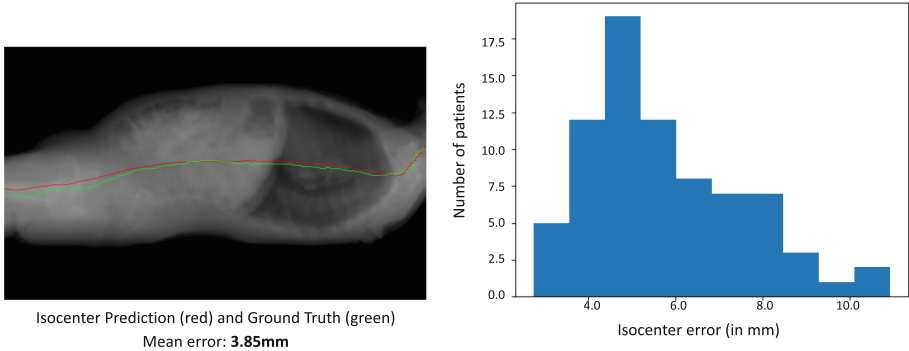 Isocenter Prediction (red) and Ground Truth (green)
Mean error: 3.85mm
Number of patients
17.5
15.0
12.5
10.0
7.5
5.0
2.5
0.0
4.0 6.0 8.0 10.0
Isocenter error (in mm)